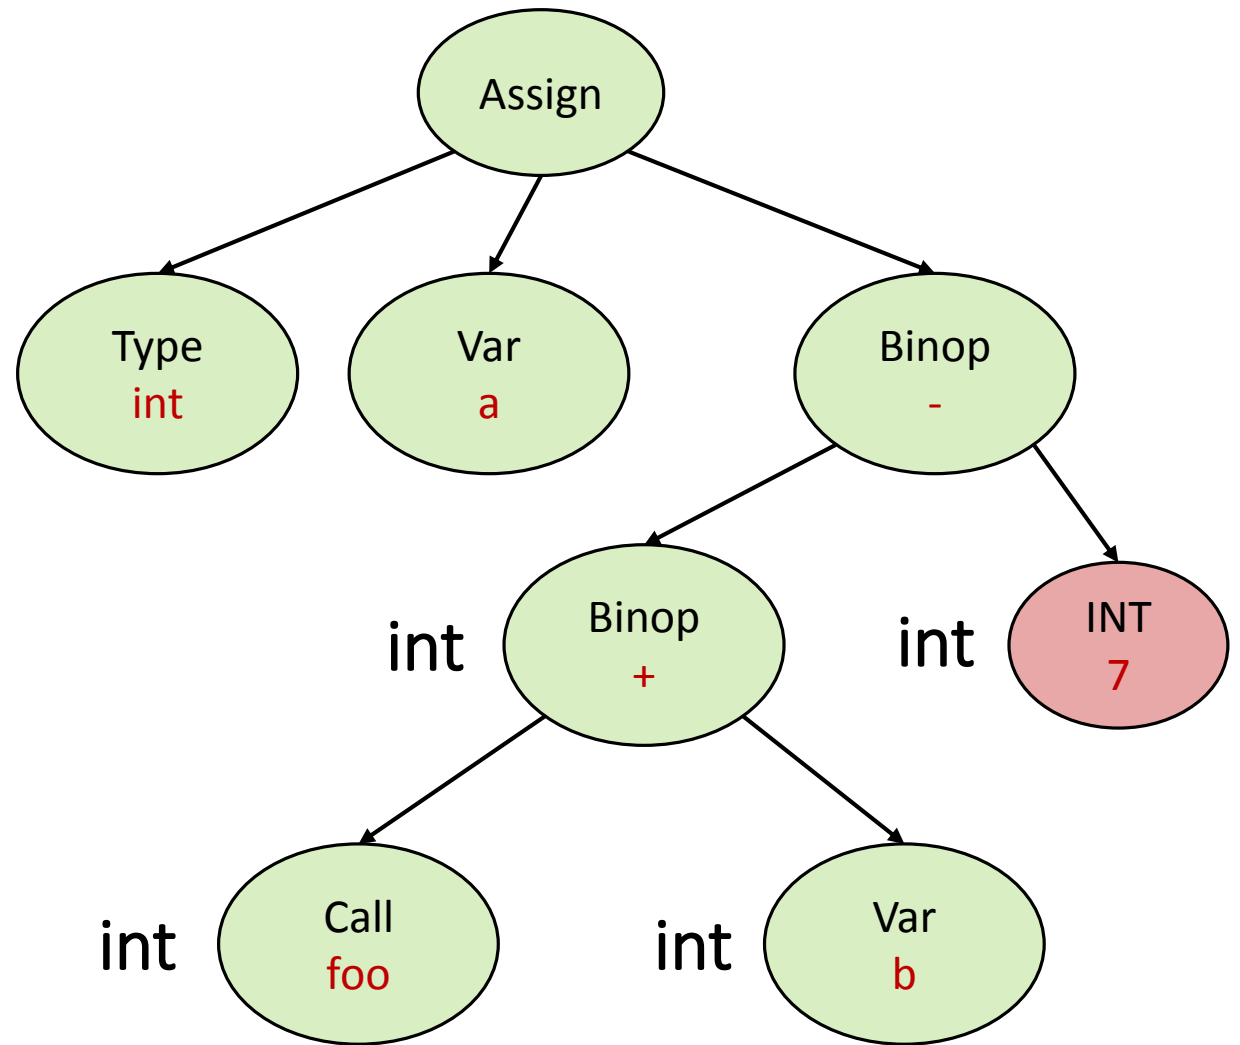 Assign
Type
int
Var
a
Binop
-
int
Binop
+
int
INT
7
int
Call
foo
int
Var
b